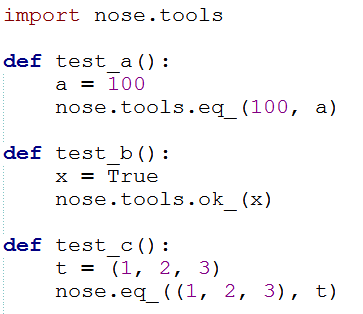 import nose.tools
def test_a():
    a = 100
    nose.tools.eq_(100, a)
def test_b():
    x = True
    nose.tools.ok_(x)
def test_c():
    t = (1, 2, 3)
    nose.eq_((1, 2, 3), t)